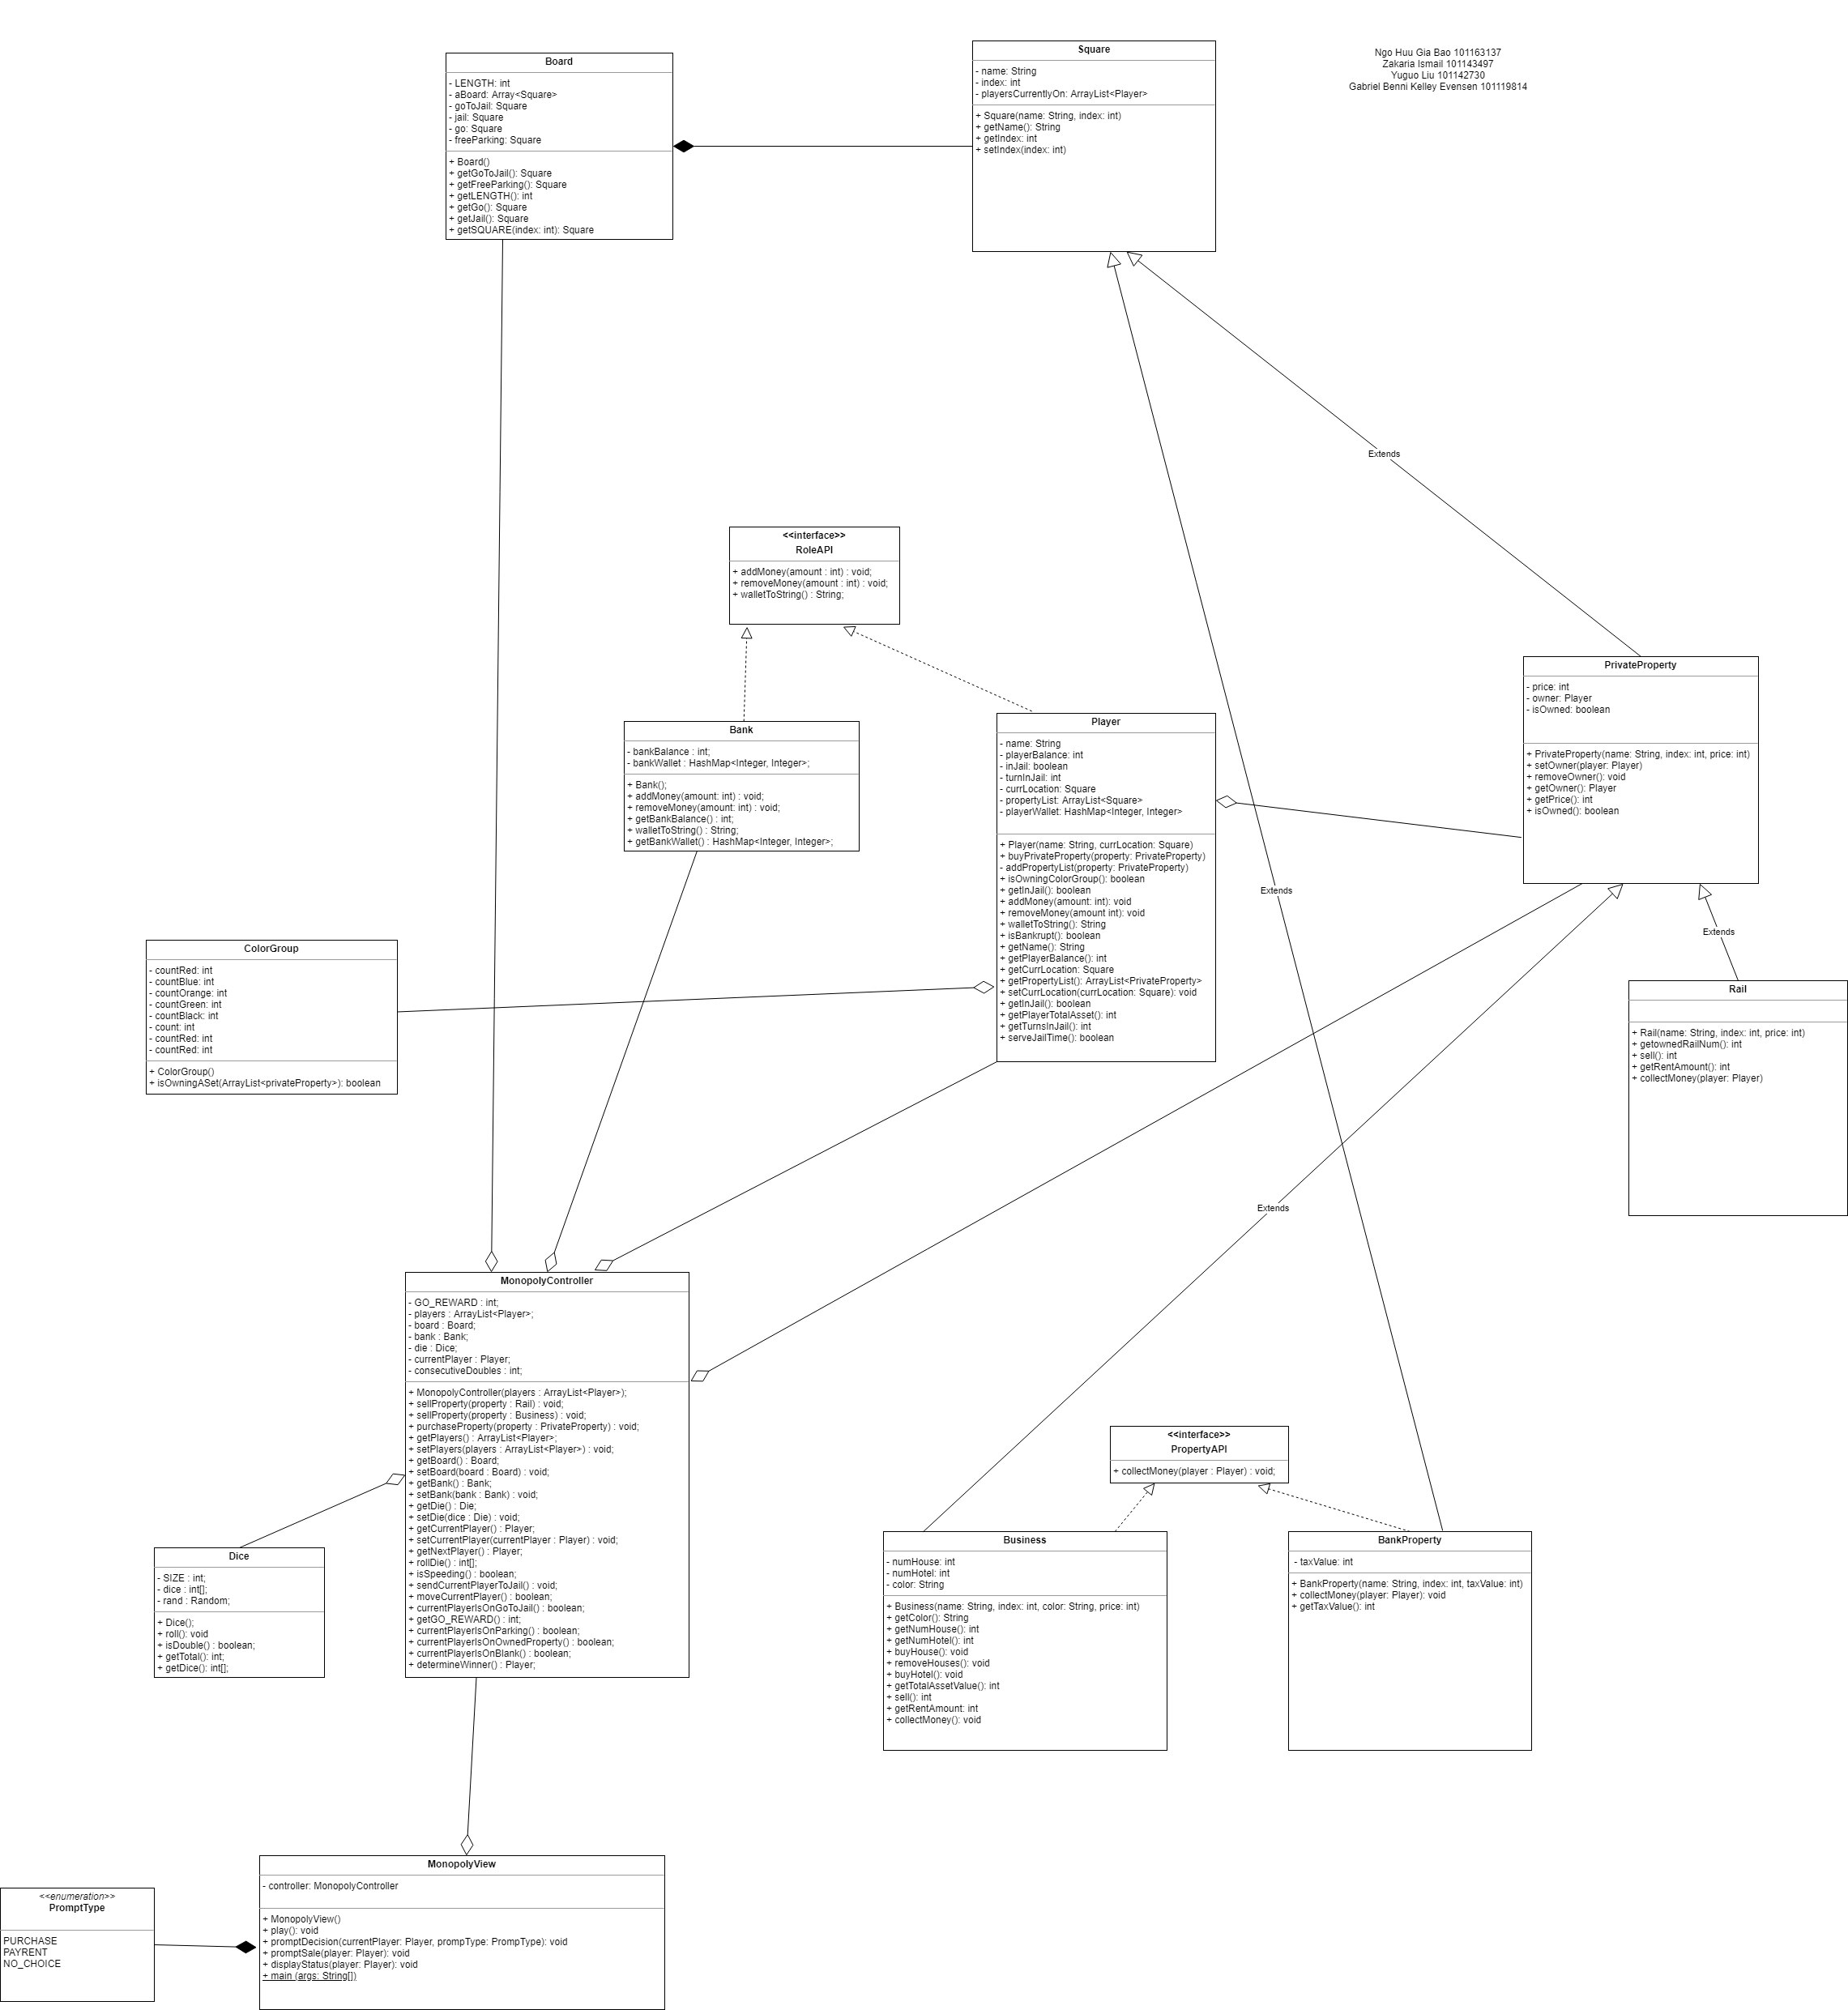 Board
- LENGTH: int
- aBoard: Array<Square>
- goToJail: Square
- jail: Square
- go: Square
- freeParking: Square
+ Board()
+ getGoToJail(): Square
+ getFreeParking(): Square
+ getLENGTH(): int
+ getGo(): Square
+ getJail(): Square
+ getSQUARE(index: int): Square
Square
- name: String
- index: int
- playersCurrentlyOn: ArrayList<Player>
+ Square(name: String, index: int)
+ getName(): String
+ getIndex: int
+ setIndex(index: int)
Ngo Huu Gia Bao 101163137
Zakaria Ismail 101143497
Yuguo Liu 101142730
Gabriel Benni Kelley Evensen 101119814
Extends
<<interface>>
RoleAPI
+ addMoney(amount : int) : void;
+ removeMoney(amount : int) : void;
+ walletToString() : String;
PrivateProperty
- price: int
- owner: Player
- isOwned: boolean
+ PrivateProperty(name: String, index: int, price: int)
+ setOwner(player: Player)
+ removeOwner(): void
+ getOwner(): Player
+ getPrice(): int
+ isOwned(): boolean
Bank
- bankBalance : int;
- bankWallet : HashMap<Integer, Integer>;
+ Bank();
+ addMoney(amount: int) : void;
+ removeMoney(amount: int) : void;
+ getBankBalance() : int;
+ walletToString() : String;
+ getBankWallet() : HashMap<Integer, Integer>;
Player
- name: String
- playerBalance: int
- inJail: boolean
- turnInJail: int
- currLocation: Square
- propertyList: ArrayList<Square>
- playerWallet: HashMap<Integer, Integer>
+ Player(name: String, currLocation: Square)
+ buyPrivateProperty(property: PrivateProperty)
- addPropertyList(property: PrivateProperty)
+ isOwningColorGroup(): boolean
+ getInJail(): boolean
+ addMoney(amount: int): void
+ removeMoney(amount int): void
+ walletToString(): String
+ isBankrupt(): boolean
+ getName(): String
+ getPlayerBalance(): int
+ getCurrLocation: Square
+ getPropertyList(): ArrayList<PrivateProperty>
+ setCurrLocation(currLocation: Square): void
+ getInJail(): boolean
+ getPlayerTotalAsset(): int
+ getTurnsInJail(): int
+ serveJailTime(): boolean
Extends
Extends
ColorGroup
- countRed: int
- countBlue: int
- countOrange: int
- countGreen: int
- countBlack: int
- count: int
- countRed: int
- countRed: int
+ ColorGroup()
+ isOwningASet(ArrayList<privateProperty>): boolean
Rail
+ Rail(name: String, index: int, price: int)
+ getownedRailNum(): int
+ sell(): int
+ getRentAmount(): int
+ collectMoney(player: Player)
Extends
MonopolyController
- GO_REWARD : int;
- players : ArrayList<Player>;
- board : Board;
- bank : Bank;
- die : Dice;
- currentPlayer : Player;
- consecutiveDoubles : int;
+ MonopolyController(players : ArrayList<Player>);
+ sellProperty(property : Rail) : void;
+ sellProperty(property : Business) : void;
+ purchaseProperty(property : PrivateProperty) : void;
+ getPlayers() : ArrayList<Player>;
+ setPlayers(players : ArrayList<Player>) : void;
+ getBoard() : Board;
+ setBoard(board : Board) : void;
+ getBank() : Bank;
+ setBank(bank : Bank) : void;
+ getDie() : Die;
+ setDie(dice : Die) : void;
+ getCurrentPlayer() : Player;
+ setCurrentPlayer(currentPlayer : Player) : void;
+ getNextPlayer() : Player;
+ rollDie() : int[];
+ isSpeeding() : boolean;
+ sendCurrentPlayerToJail() : void;
+ moveCurrentPlayer() : boolean;
+ currentPlayerIsOnGoToJail() : boolean;
+ getGO_REWARD() : int;
+ currentPlayerIsOnParking() : boolean;
+ currentPlayerIsOnOwnedProperty() : boolean;
+ currentPlayerIsOnBlank() : boolean;
+ determineWinner() : Player;
<<interface>>
PropertyAPI
+ collectMoney(player : Player) : void;
Dice
- SIZE : int;
- dice : int[];
- rand : Random;
+ Dice();
+ roll(): void
+ isDouble() : boolean;
+ getTotal() : int;
+ getDice(): int[];
Business
- numHouse: int
- numHotel: int
- color: String
+ Business(name: String, index: int, color: String, price: int)
+ getColor(): String
+ getNumHouse(): int
+ getNumHotel(): int
+ buyHouse(): void
+ removeHouses(): void
+ buyHotel(): void
+ getTotalAssetValue(): int
+ sell(): int
+ getRentAmount: int
+ collectMoney(): void
BankProperty
- taxValue: int
+ BankProperty(name: String, index: int, taxValue: int)
+ collectMoney(player: Player): void
+ getTaxValue(): int
MonopolyView
- controller: MonopolyController
+ MonopolyView()
+ play(): void
+ promptDecision(currentPlayer: Player, prompType: PrompType): void
+ promptSale(player: Player): void
+ displayStatus(player: Player): void
+ main (args: String[])
<<enumeration>>
PromptType
PURCHASE
PAYRENT
NO_CHOICE